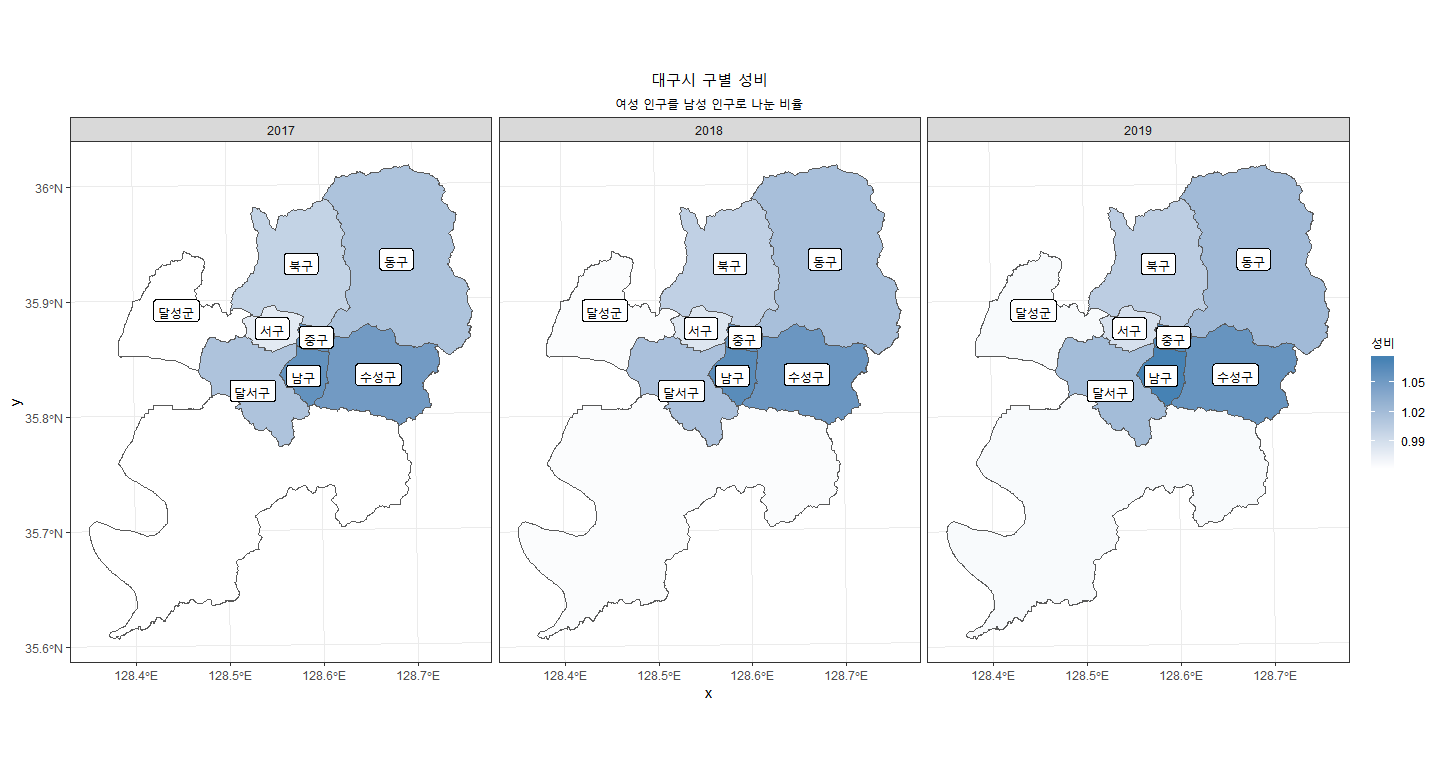 대구시 구별 성비
여성 인구를 남성 인구로 나눈 비율
2017
2018
2019
36°N
35.9°N
35.8°N
35.7°N
35.6°N
y
북구
동구
달성군
서구
중구
달서구
남구
수성구
북구
동구
달성군
서구
중구
달서구
남구
수성구
북구
동구
달성군
서구
중구
달서구
남구
수성구
128.4°E
128.5°E
128.6°E
128.7°E
128.4°E
128.5°E
128.6°E
128.7°E
128.4°E
128.5°E
128.6°E
128.7°E
x
성비
1.05
1.02
0.99